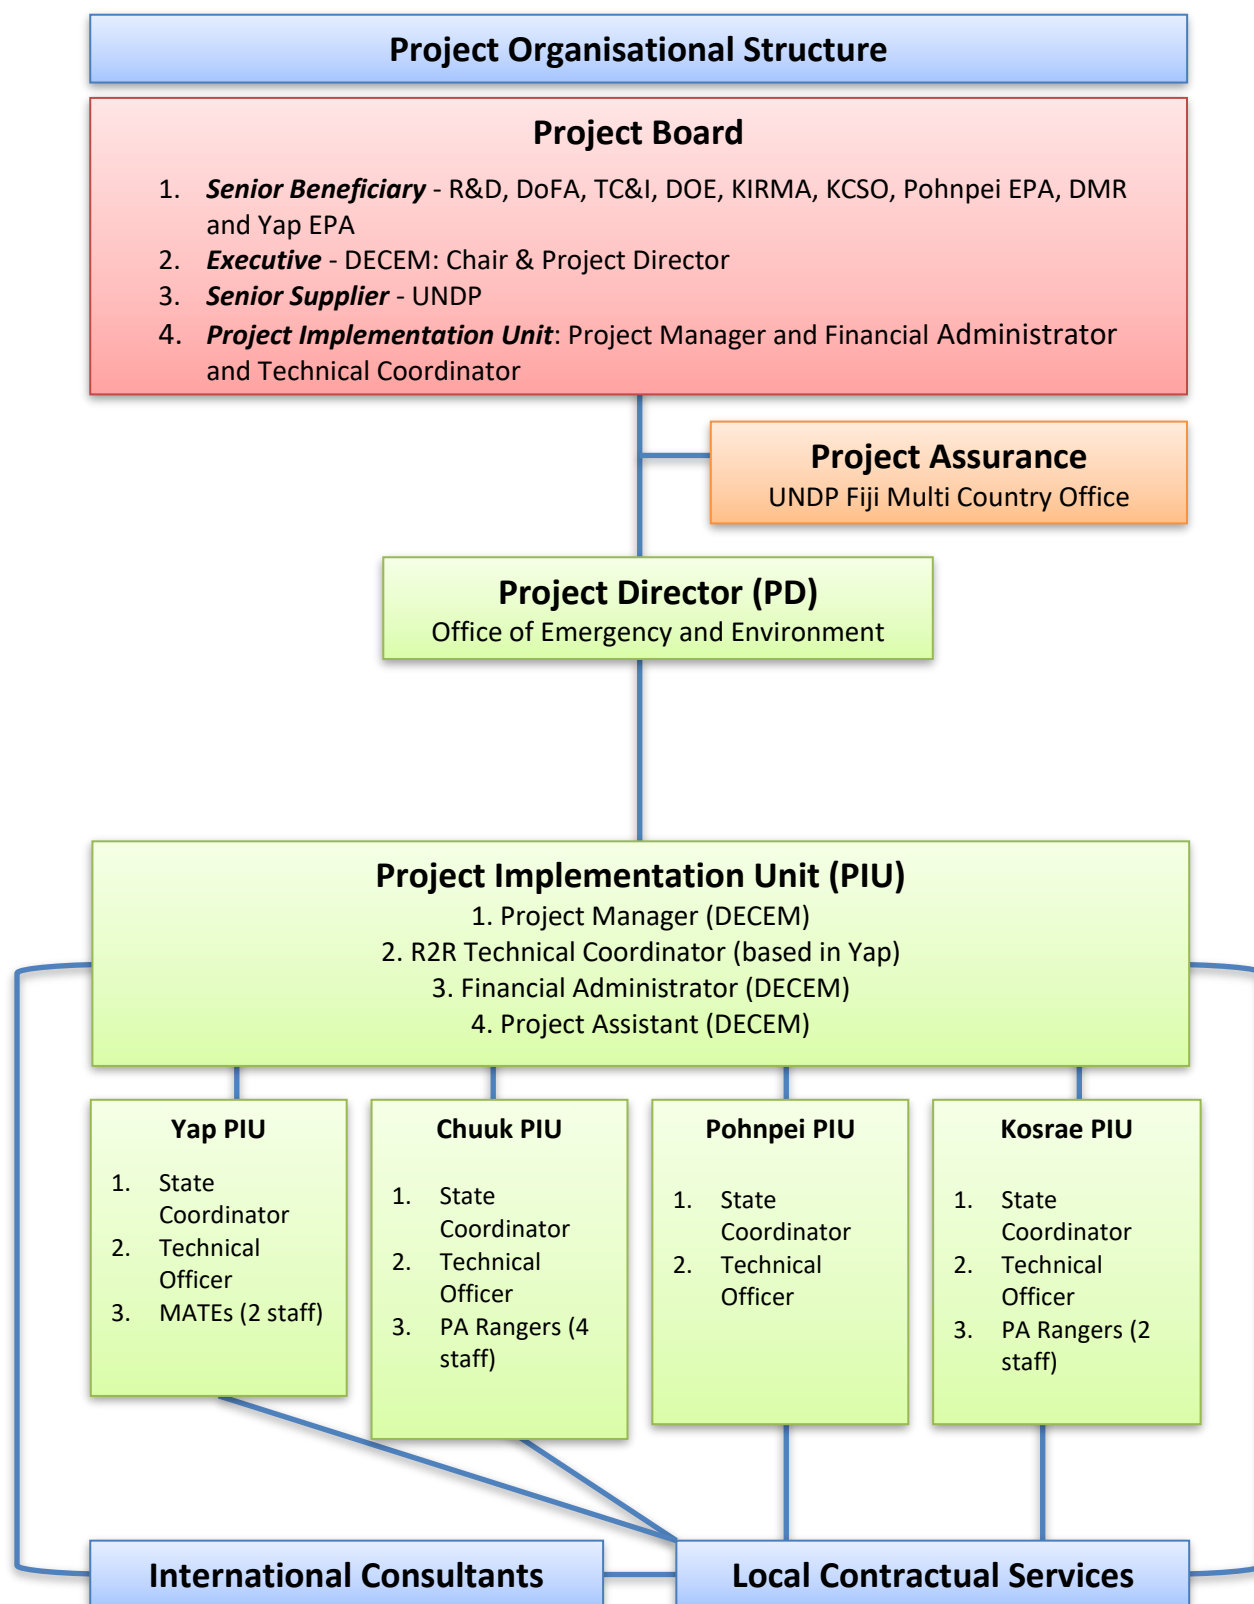 Project Organisational Structure
Project Board
1. Senior Beneficiary - R&D, DoFA, TC&I, DOE, KIRMA, KCSO, Pohnpei EPA, DMR
and Yap EPA
2. Executive - DECEM: Chair & Project Director
3. Senior Supplier - UNDP
4. Project Implementation Unit: Project Manager and Financial Administrator
and Technical Coordinator
Project Assurance
UNDP Fiji Multi Country Office
Project Director (PD)
Office of Emergency and Environment
Project Implementation Unit (PIU)
1. Project Manager (DECEM)
2. R2R Technical Coordinator (based in Yap)
3. Financial Administrator (DECEM)
4. Project Assistant (DECEM)
Yap PIU
1. State
Coordinator
2. Technical
Officer
3. MATEs (2 staff)
Chuuk PIU
1. State
Coordinator
2. Technical
Officer
3. PA Rangers (4
staff)
Pohnpei PIU
1. State
Coordinator
2. Technical
Officer
Kosrae PIU
1. State
Coordinator
2. Technical
Officer
3. PA Rangers (2
staff)
International Consultants
Local Contractual Services